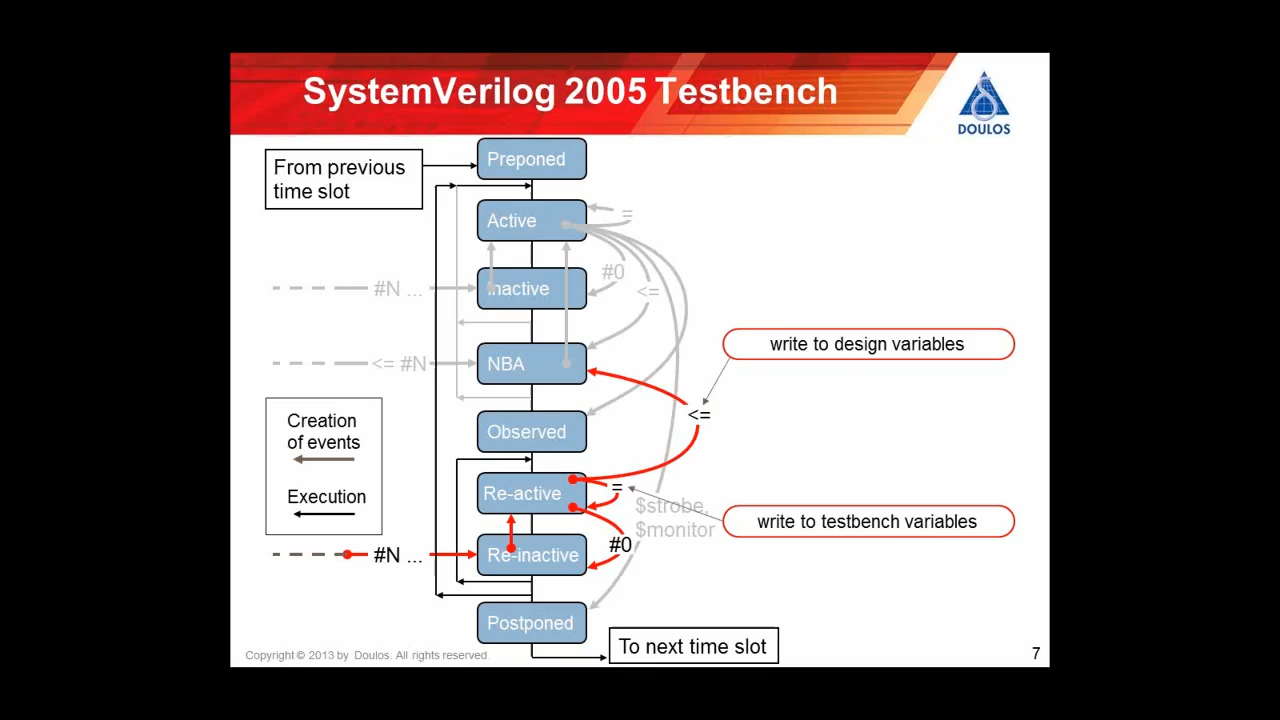 SystemVerilog 2005 Testbench
DOULOS
From previous
time slot
Preponed
Active
=
#0
#N ...
Inactive
<=
<= #N
NBA
write to design variables
<=
Creation
of events
Execution
Observed
Re-active
=
$strobe,
$monitor
write to testbench variables
#0
#N ...
Re-inactive
Postponed
To next time slot
Copyright © 2013 by Doulos. All rights reserved.
7